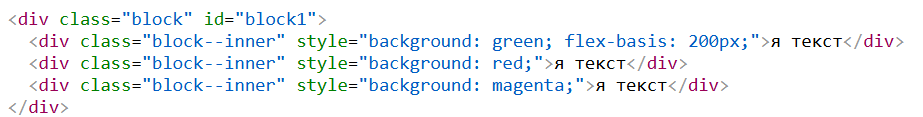 <div class="block" id="block1">
  <div class="block--inner" style="background: green; flex-basis: 200px;">я текст</div>
  <div class="block--inner" style="background: red;">я текст</div>
  <div class="block--inner" style="background: magenta;">я текст</div>
</div>